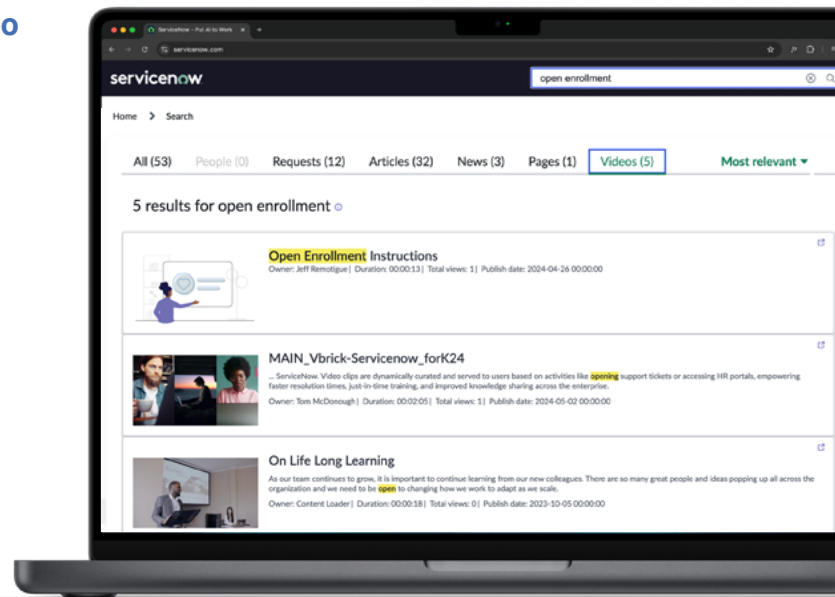 o
ServiceNow - Put AI to Work
servicenow.com
servicenow
open enrollment
Home > Search
All (53) People (0) Requests (12) Articles (32) News (3) Pages (1) Videos (5) Most relevant
5 results for open enrollment
Open Enrollment Instructions
Owner: Jeff Remotigue | Duration: 00:00:13 | Total views: 1 | Publish date: 2024-04-26 00:00:00
MAIN_Vbrick-Servicenow_forK24
... ServiceNow. Video clips are dynamically curated and served to users based on activities like opening support tickets or accessing HR portals, empowering
faster resolution times, just-in-time training, and improved knowledge sharing across the enterprise.
Owner: Tom McDonough | Duration: 00:02:05 | Total views: 1 | Publish date: 2024-05-02 00:00:00
On Life Long Learning
As our team continues to grow, it is important to continue learning from our new colleagues. There are so many great people and ideas popping up all across the
organization and we need to be open to changing how we work to adapt as we scale.
Owner: Content Loader | Duration: 00:00:18 | Total views: 0 | Publish date: 2023-10-05 00:00:00